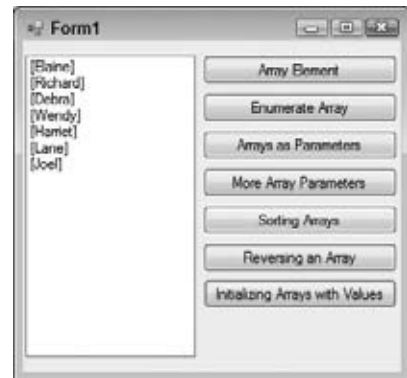 Form1
[Elaine]
[Richard]
[Debra]
[Wendy]
[Harriet]
[Lane]
[Joel]
Array Element
Enumerate Array
Arrays as Parameters
More Array Parameters
Sorting Arrays
Reversing an Array
Initializing Arrays with Values